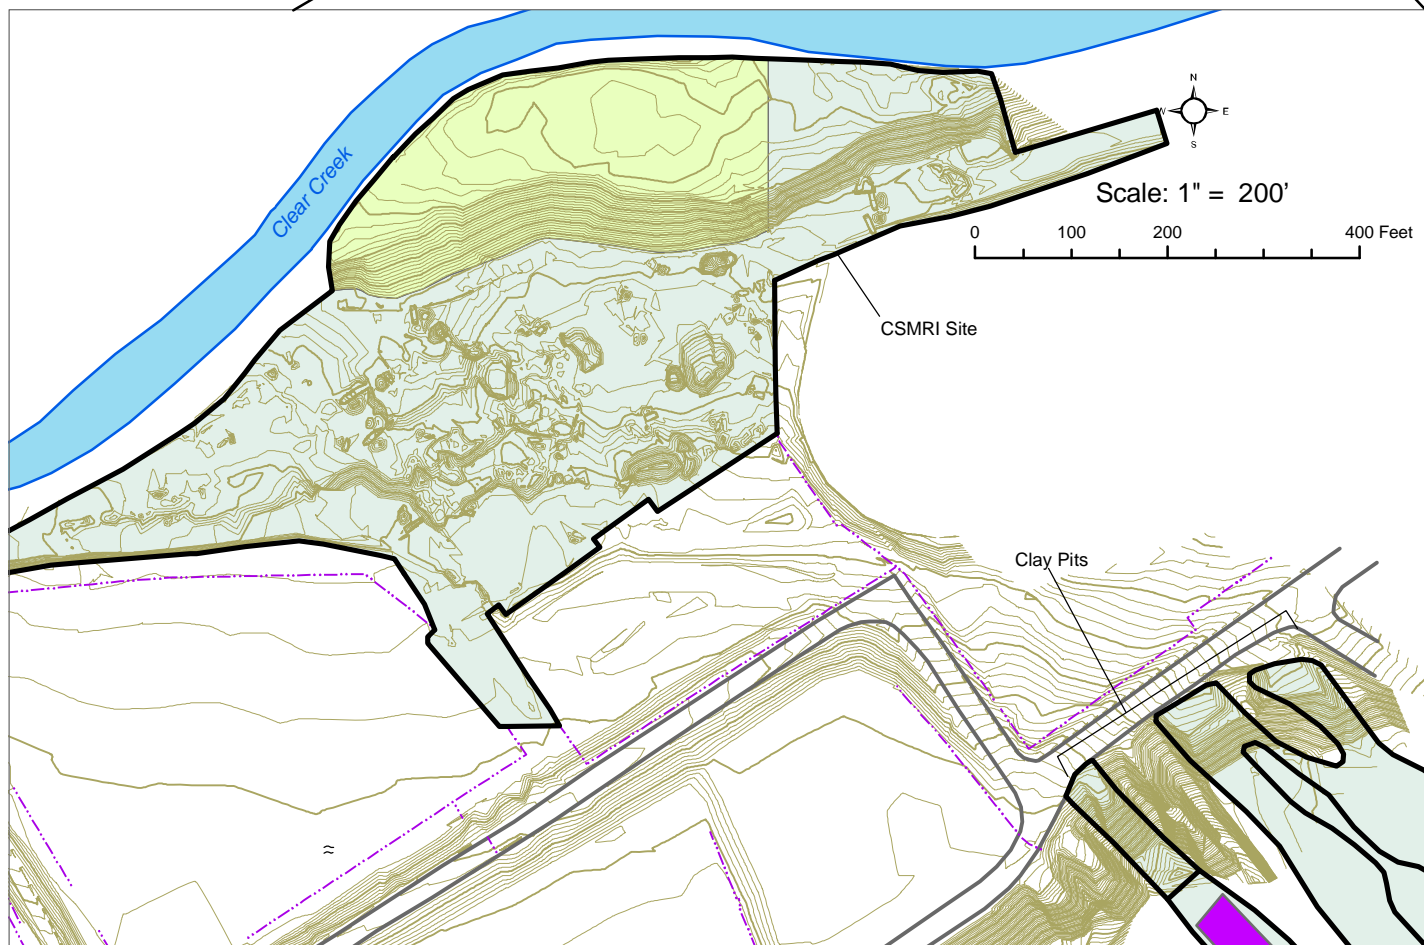 N
W E
S
Clear Creek
Scale: 1" = 200'
0 100 200 400 Feet
CSMRI Site
Clay Pits
≈